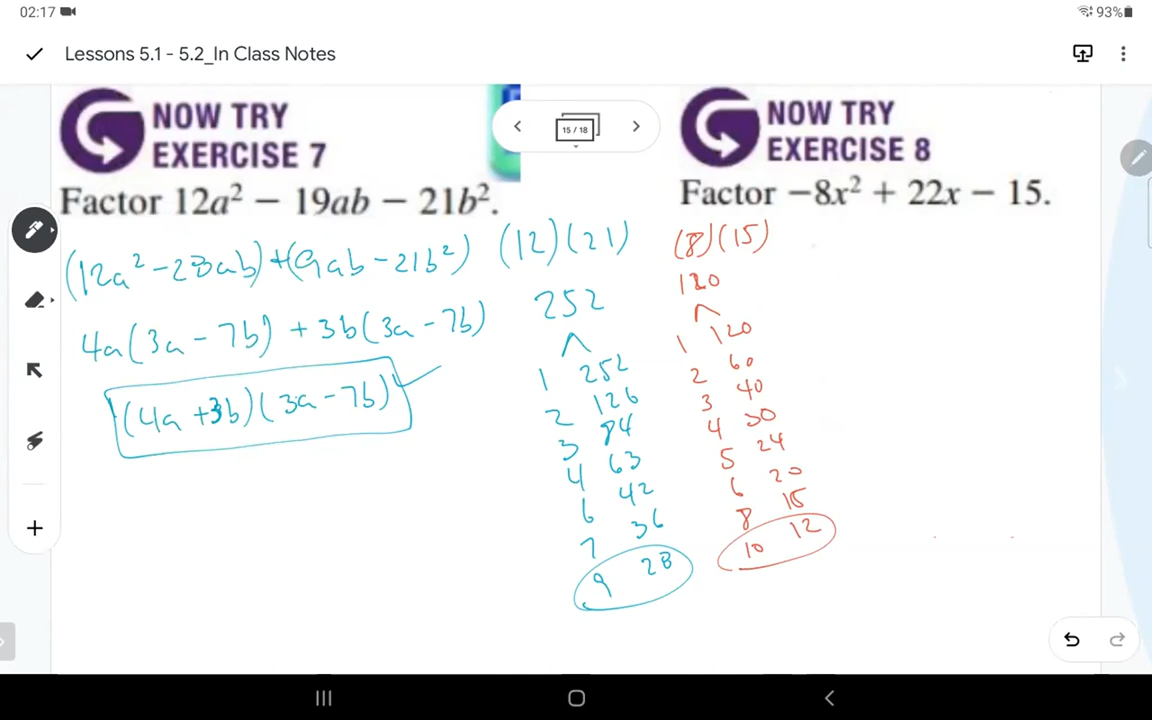 02:17
93%
Lessons 5.1 - 5.2_In Class Notes
15 / 18
NOW TRY
EXERCISE 7
Factor 12a² − 19ab − 21b².
(12a² - 28ab) + (9ab - 21b²)
4a(3a - 7b) + 3b(3a - 7b)
(4a + 3b)(3a - 7b)
(12)(21)
252
1 252
2 126
3 84
4 63
6 42
7 36
9 28
NOW TRY
EXERCISE 8
Factor −8x² + 22x − 15.
(8)(15)
120
1 120
2 60
3 40
4 30
5 24
6 20
8 15
10 12